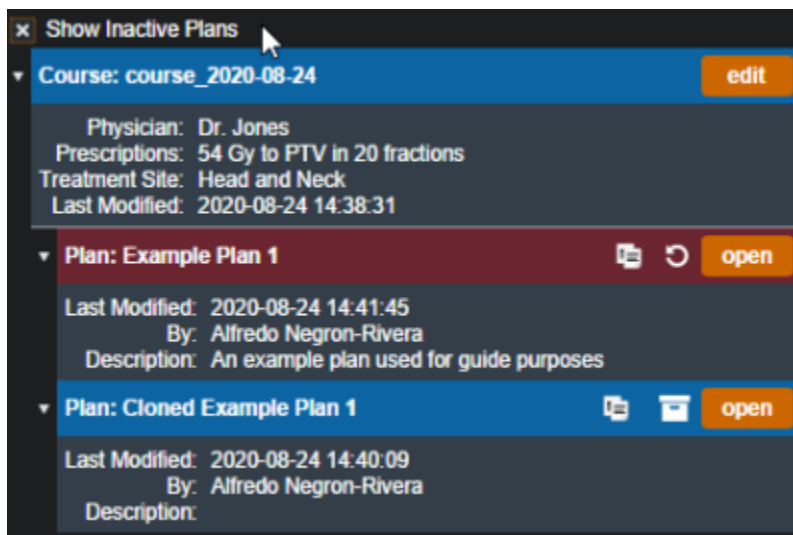 Show Inactive Plans
Course: course_2020-08-24 edit
Physician: Dr. Jones
Prescriptions: 54 Gy to PTV in 20 fractions
Treatment Site: Head and Neck
Last Modified: 2020-08-24 14:38:31
Plan: Example Plan 1 open
Last Modified: 2020-08-24 14:41:45
By: Alfredo Negron-Rivera
Description: An example plan used for guide purposes
Plan: Cloned Example Plan 1 open
Last Modified: 2020-08-24 14:40:09
By: Alfredo Negron-Rivera
Description: